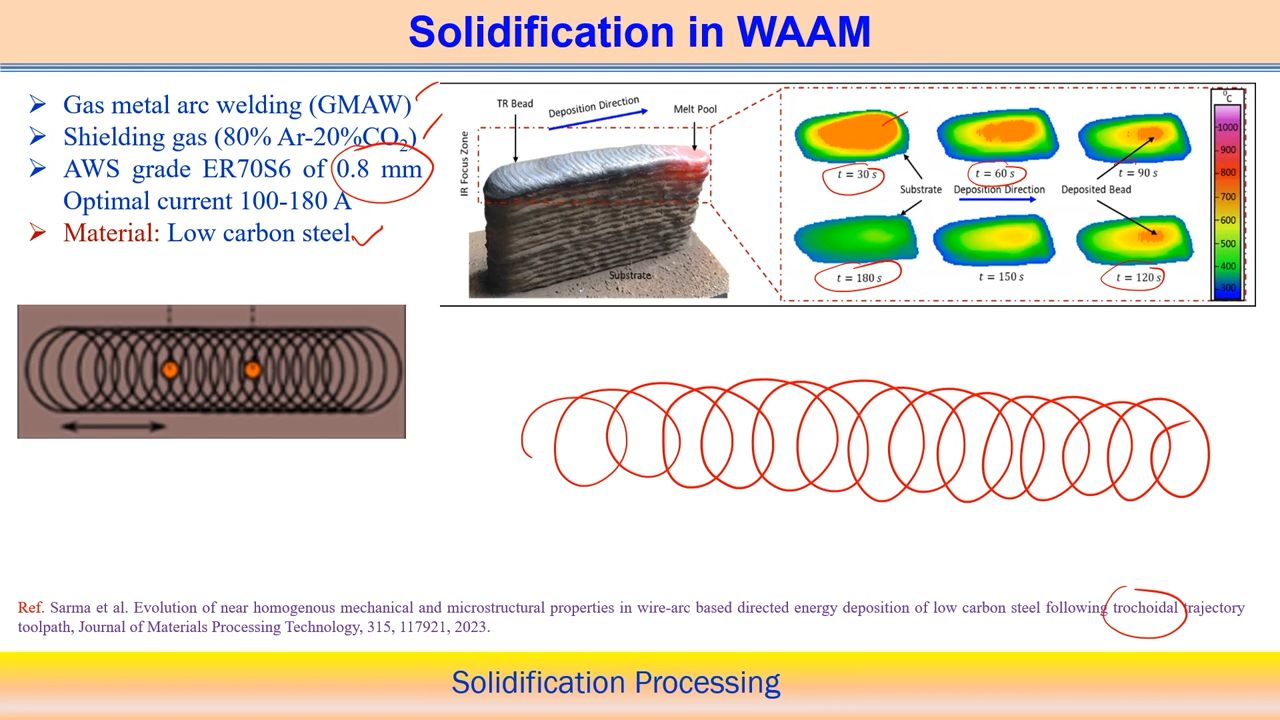 Solidification in WAAM
➢ Gas metal arc welding (GMAW)
➢ Shielding gas (80% Ar-20%CO₂)
➢ AWS grade ER70S6 of 0.8 mm
Optimal current 100-180 A
➢ Material: Low carbon steel
TR Bead
Deposition Direction
Melt Pool
IR Focus Zone
Substrate
t = 30 s
t = 60 s
t = 90 s
Substrate
Deposition Direction
Deposited Bead
t = 180 s
t = 150 s
t = 120 s
°C
1000
900
800
700
600
500
400
300
Ref. Sarma et al. Evolution of near homogenous mechanical and microstructural properties in wire-arc based directed energy deposition of low carbon steel following trochoidal trajectory
toolpath, Journal of Materials Processing Technology, 315, 117921, 2023.
Solidification Processing